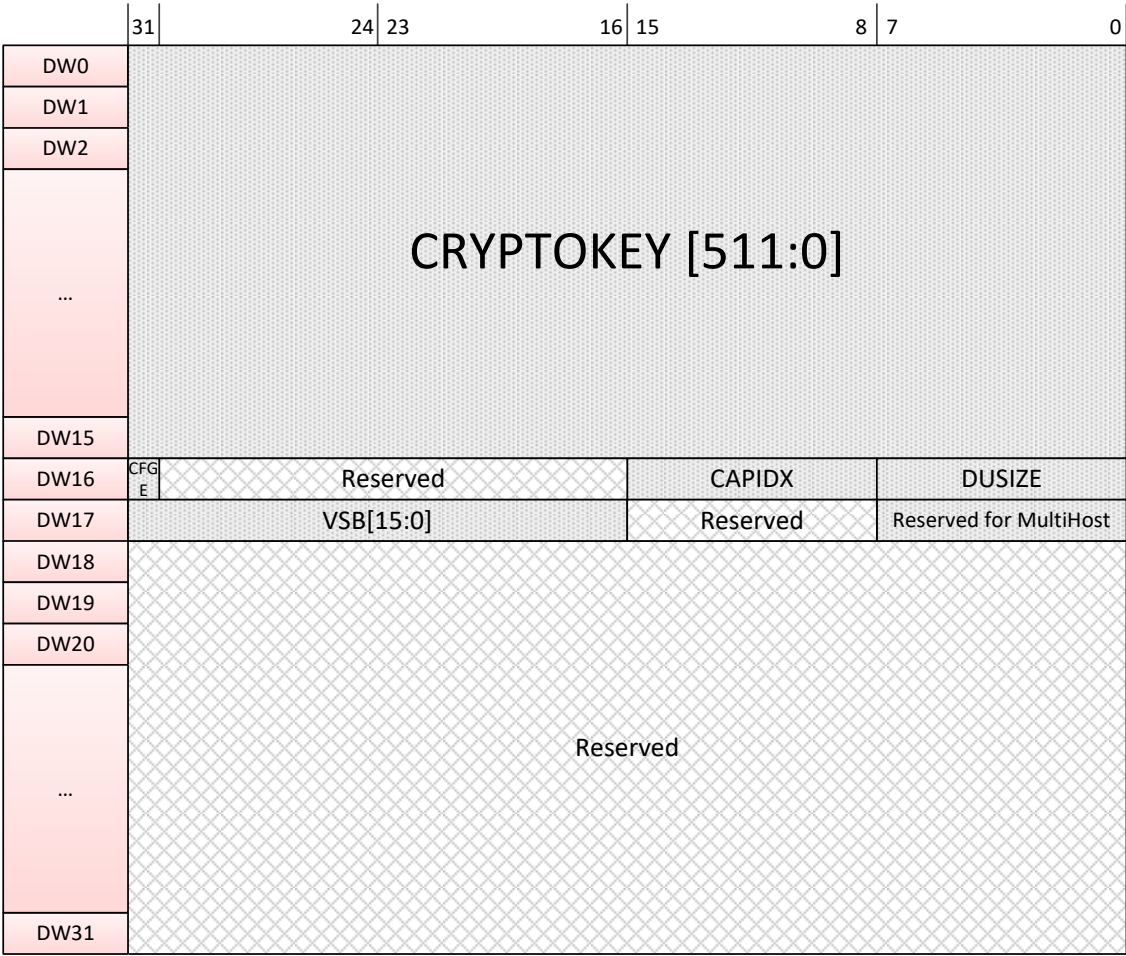 31 24 23 16 15 8 7 0
DW0
DW1
DW2
CRYPTOKEY [511:0]
...
DW15
DW16 CFG E Reserved CAPIDX DUSIZE
DW17 VSB[15:0] Reserved Reserved for MultiHost
DW18
DW19
DW20
Reserved
...
DW31